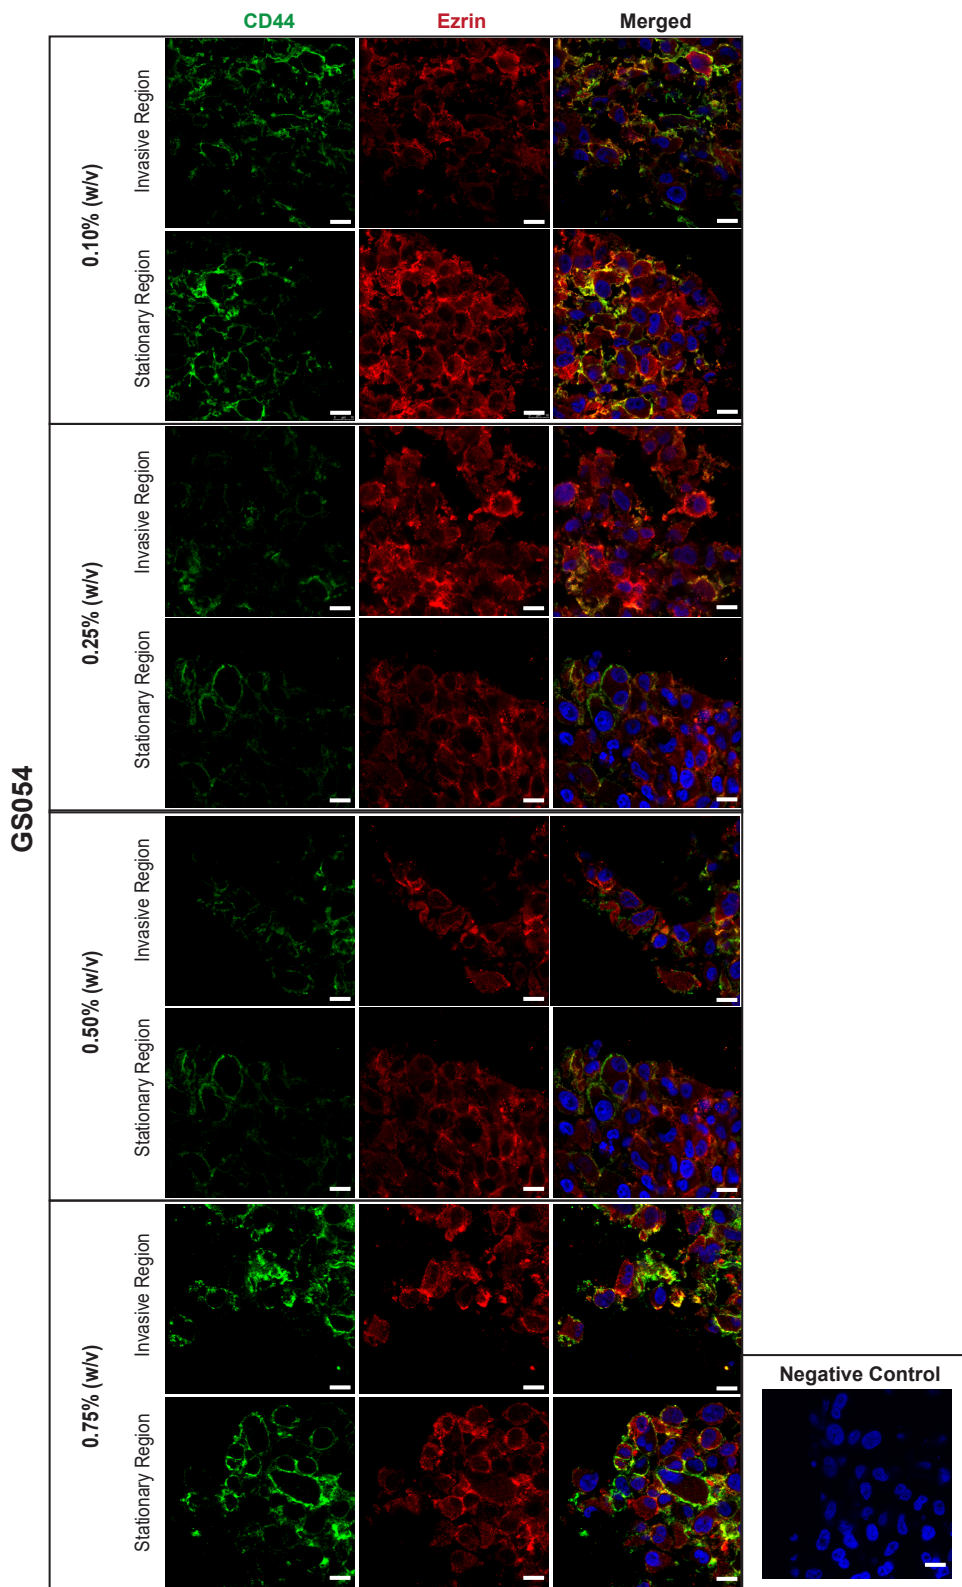 CD44
Ezrin
Merged
GS054
0.10% (w/v)
Invasive Region
Stationary Region
0.25% (w/v)
Invasive Region
Stationary Region
0.50% (w/v)
Invasive Region
Stationary Region
0.75% (w/v)
Invasive Region
Stationary Region
Negative Control